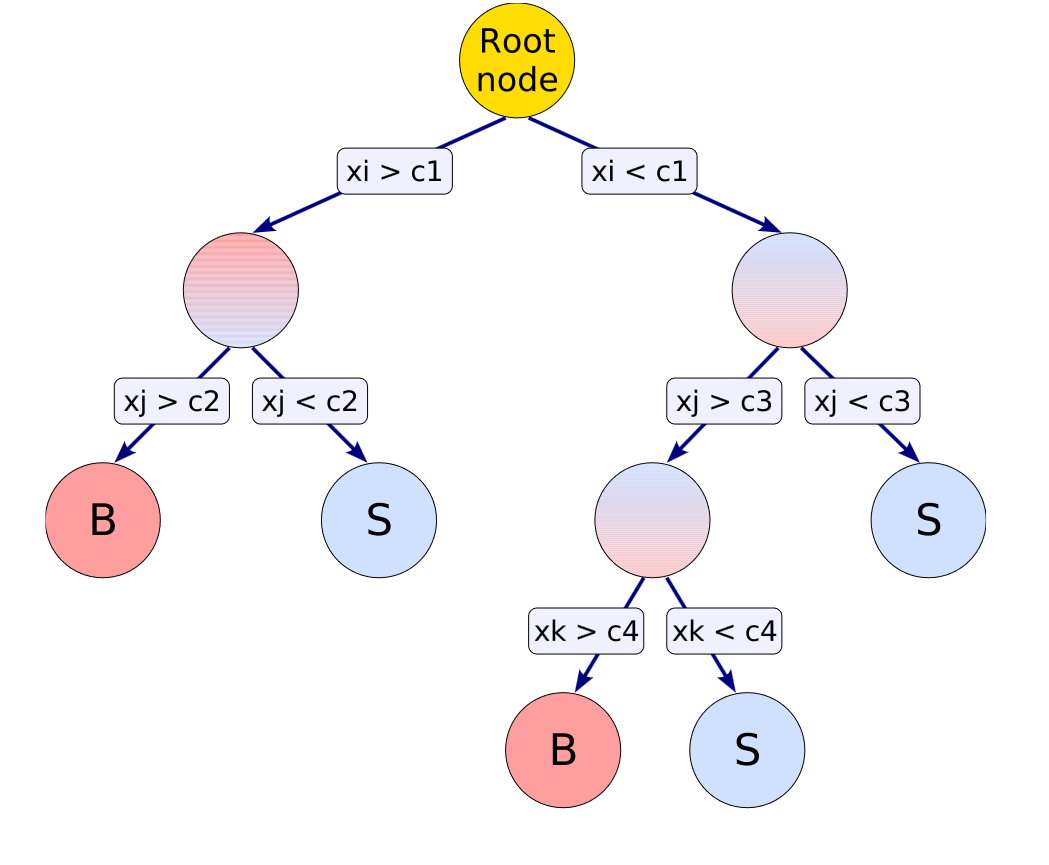 Root
node
xi > c1
xi < c1
xj > c2
xj < c2
xj > c3
xj < c3
B
S
S
xk > c4
xk < c4
B
S